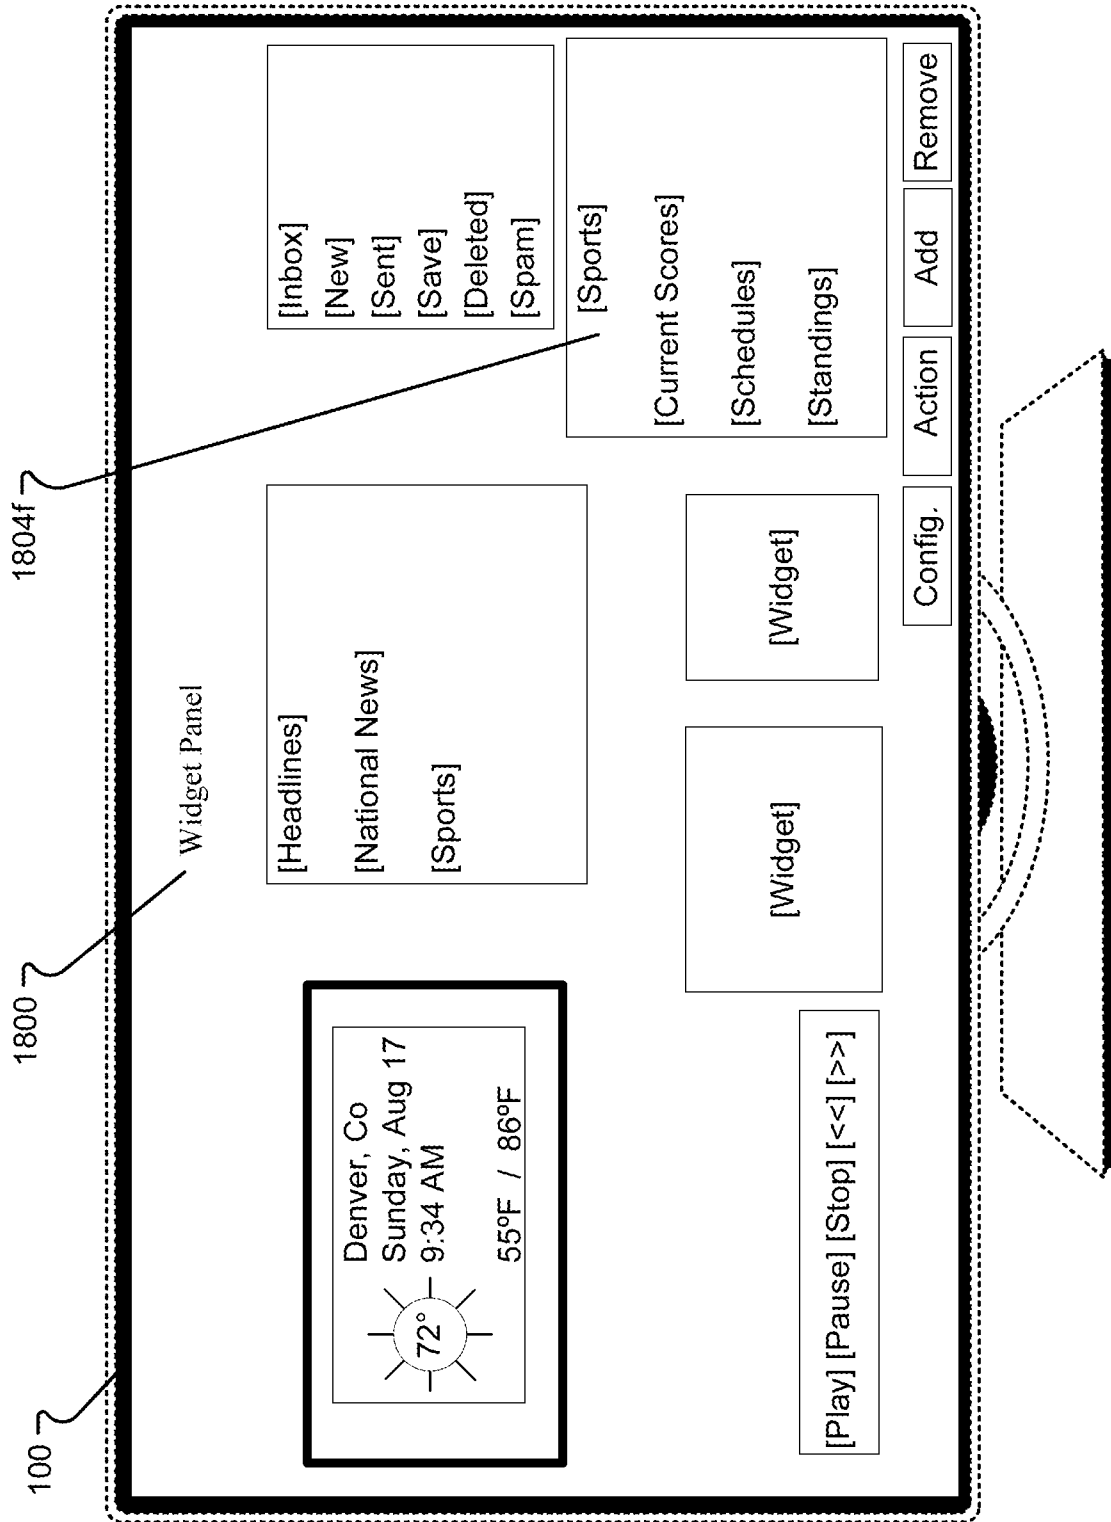 100
1800
1804f
Widget Panel
72°
Denver, Co
Sunday, Aug 17
9:34 AM
55ºF / 86ºF
[Headlines]
[National News]
[Sports]
[Inbox]
[New]
[Sent]
[Save]
[Deleted]
[Spam]
[Sports]
[Current Scores]
[Schedules]
[Standings]
[Widget]
[Widget]
[Play] [Pause] [Stop] [<<] [>>]
Config.
Action
Add
Remove